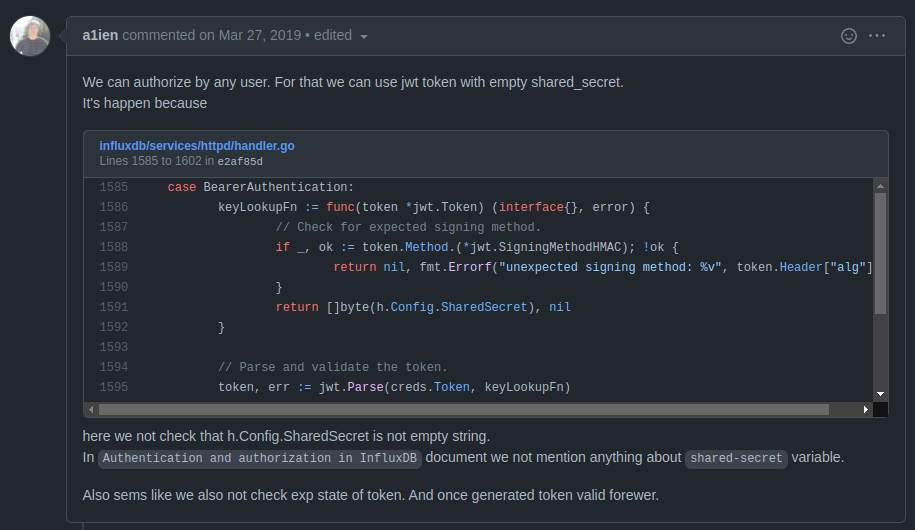 a1ien commented on Mar 27, 2019 • edited
We can authorize by any user. For that we can use jwt token with empty shared_secret.
It's happen because
influxdb/services/httpd/handler.go
Lines 1585 to 1602 in e2af85d
1585 case BearerAuthentication:
1586 keyLookupFn := func(token *jwt.Token) (interface{}, error) {
1587 // Check for expected signing method.
1588 if _, ok := token.Method.(*jwt.SigningMethodHMAC); !ok {
1589 return nil, fmt.Errorf("unexpected signing method: %v", token.Header["alg"]
1590 }
1591 return []byte(h.Config.SharedSecret), nil
1592 }
1593
1594 // Parse and validate the token.
1595 token, err := jwt.Parse(creds.Token, keyLookupFn)
here we not check that h.Config.SharedSecret is not empty string.
In Authentication and authorization in InfluxDB document we not mention anything about shared-secret variable.
Also sems like we also not check exp state of token. And once generated token valid forewer.